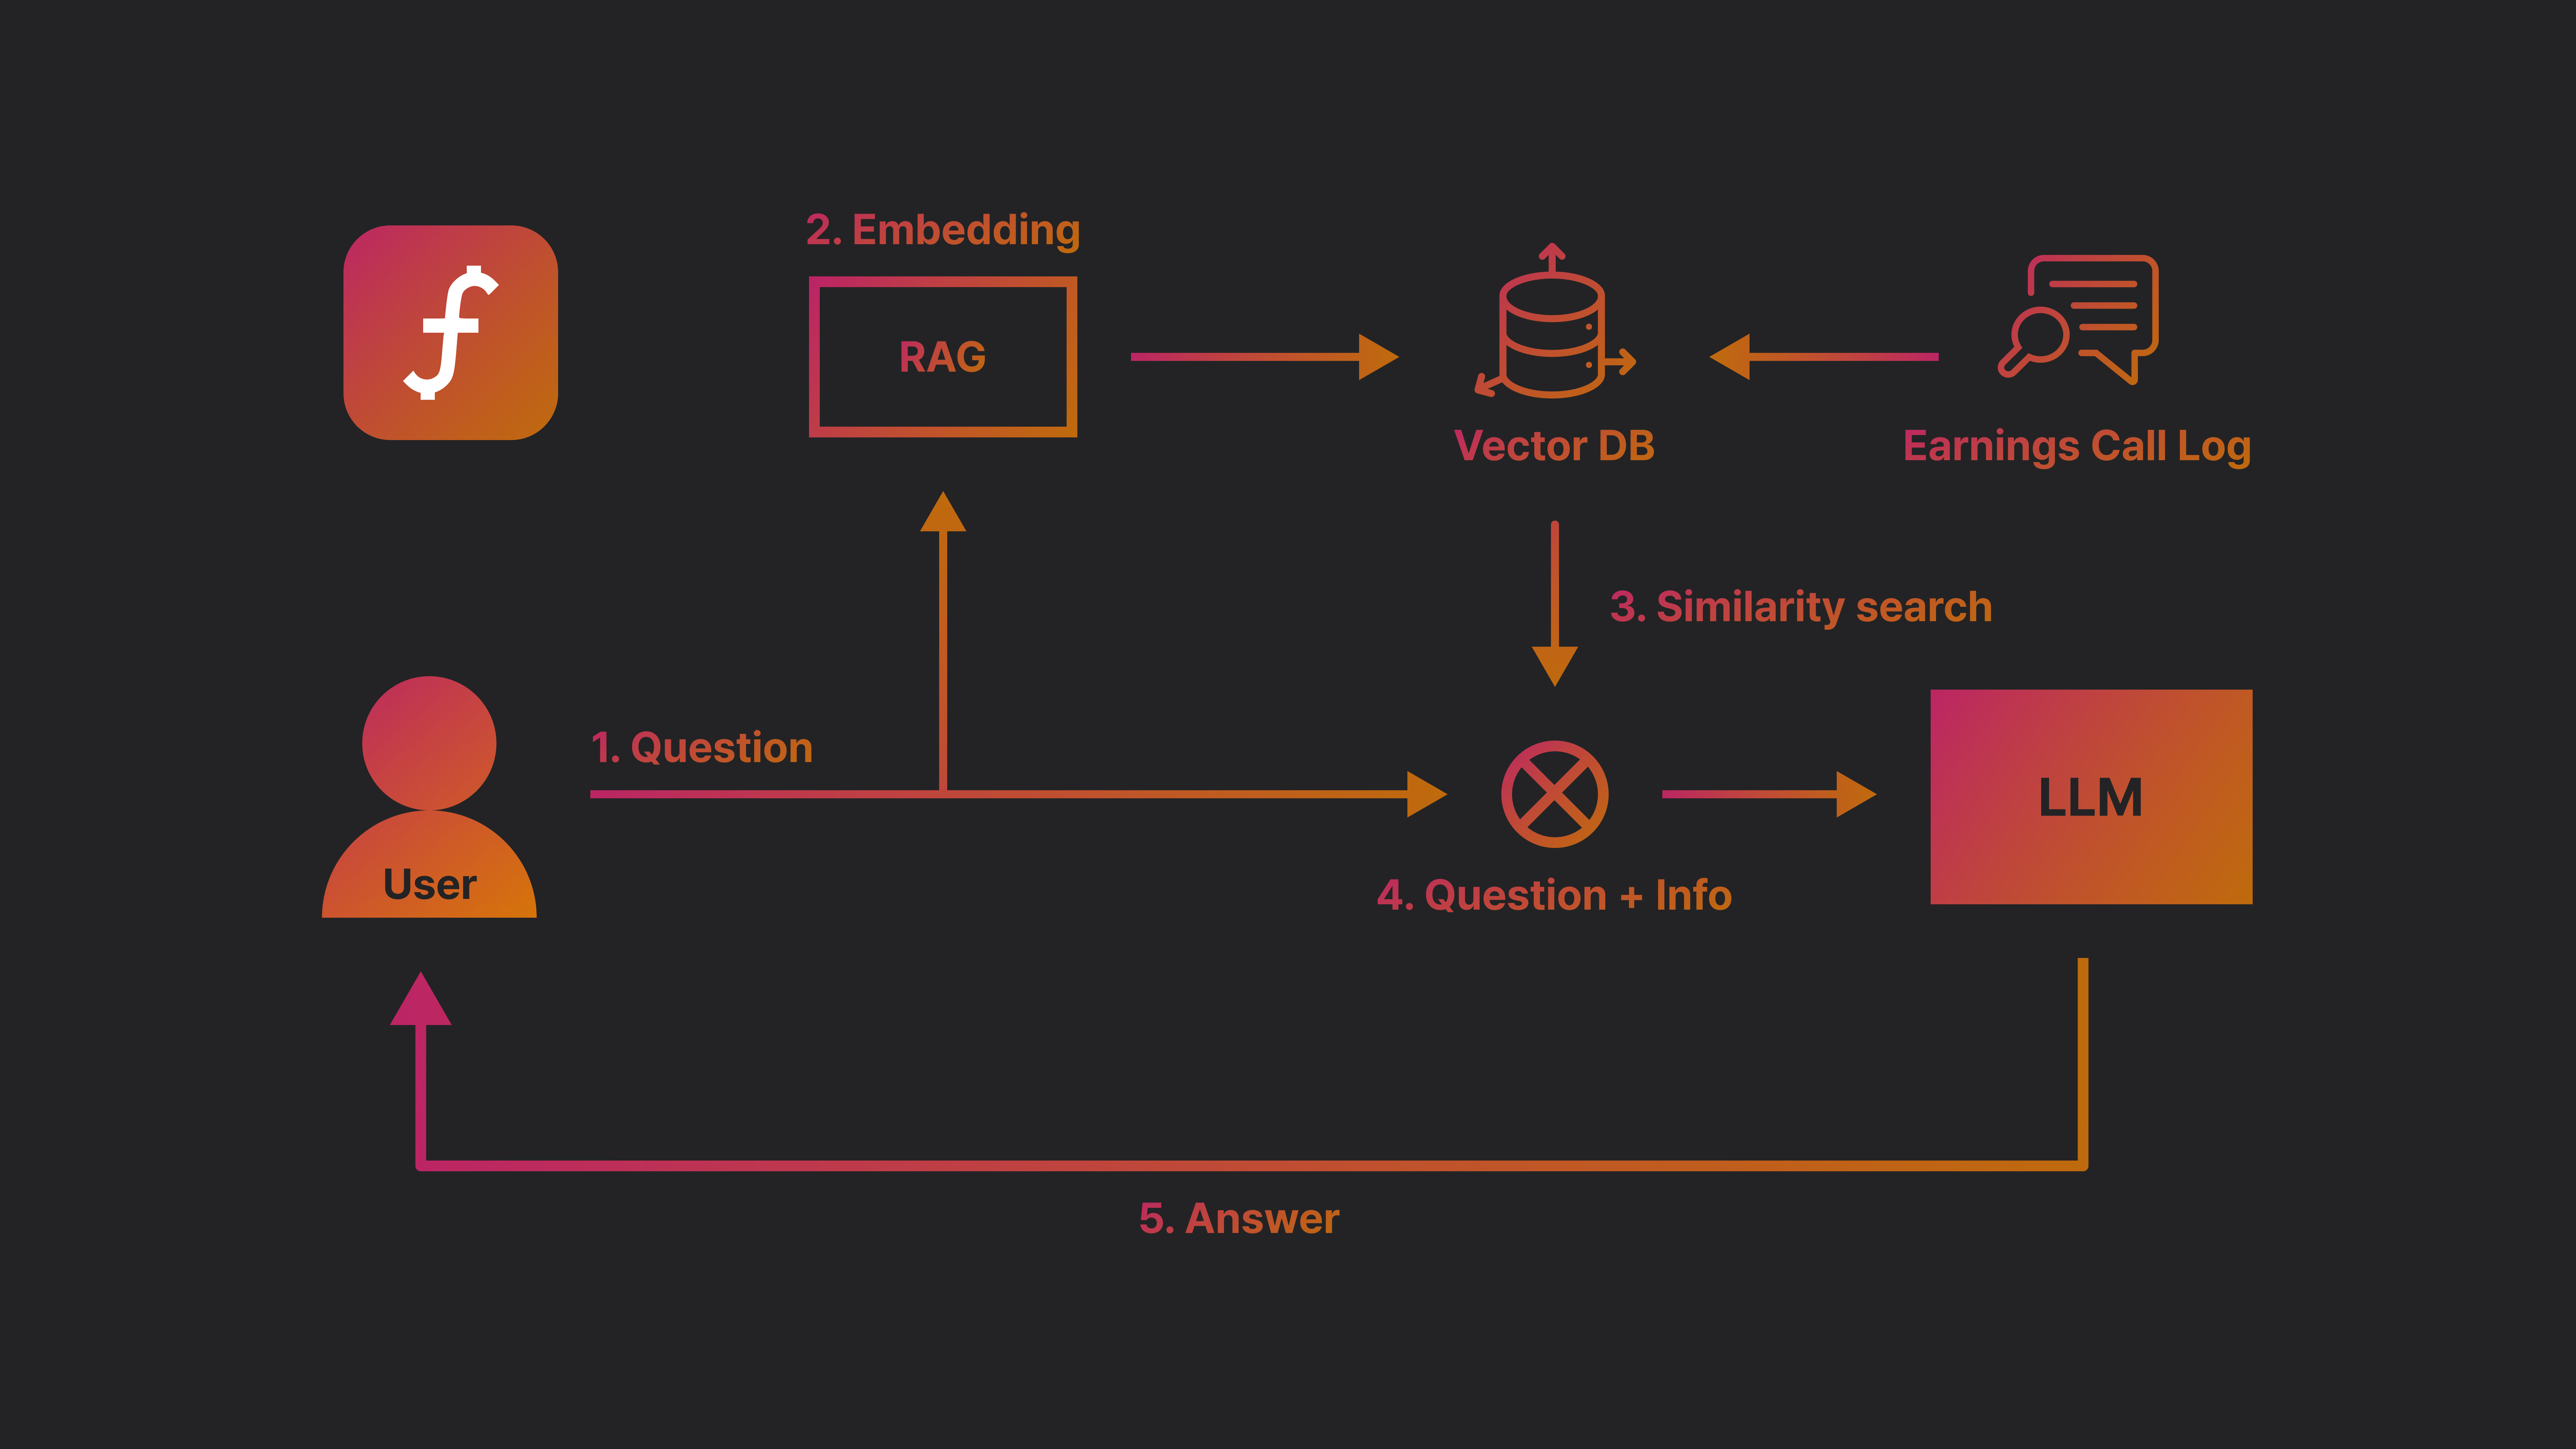 2. Embedding
RAG
Vector DB
Earnings Call Log
3. Similarity search
1. Question
User
LLM
4. Question + Info
5. Answer